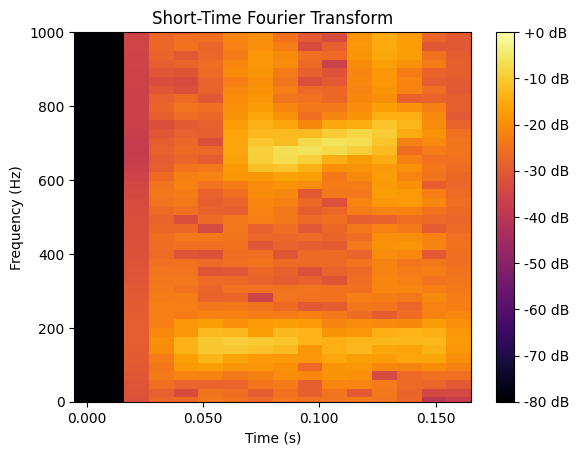 Short-Time Fourier Transform
1000
800
600
400
200
0
Frequency (Hz)
0.000
0.050
0.100
0.150
Time (s)
+0 dB
-10 dB
-20 dB
-30 dB
-40 dB
-50 dB
-60 dB
-70 dB
-80 dB